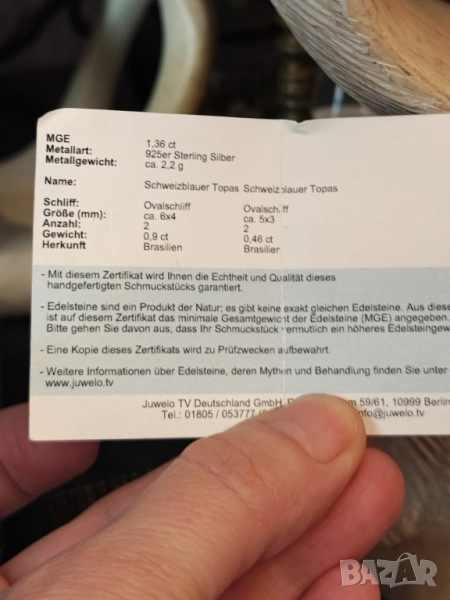 MGE 1,36 ct
Metallart: 925er Sterling Silber
Metallgewicht: ca. 2,2 g
Name: Schweizblauer Topas Schweizblauer Topas
Schliff: Ovalschliff Ovalschliff
Größe (mm): ca. 6x4 ca. 5x3
Anzahl: 2 2
Gewicht: 0,9 ct 0,46 ct
Herkunft Brasilien Brasilien
- Mit diesem Zertifikat wird Ihnen die Echtheit und Qualität dieses
handgefertigten Schmuckstücks garantiert.
- Edelsteine sind ein Produkt der Natur; es gibt keine exakt gleichen Edelsteine. Aus diese
ist auf diesem Zertifikat das minimale Gesamtgewicht der Edelsteine (MGE) angegeben.
Bitte gehen Sie davon aus, dass Ihr Schmuckstück vermutlich ein höheres Edelsteingew
- Eine Kopie dieses Zertifikats wird zu Prüfzwecken aufbewahrt.
- Weitere Informationen über Edelsteine, deren Mythen und Behandlung finden Sie unter
www.juwelo.tv
Juwelo TV Deutschland GmbH, 59/61, 10999 Berlin
Tel.: 01805 / 053777 info@juwelo.tv
BAZAR